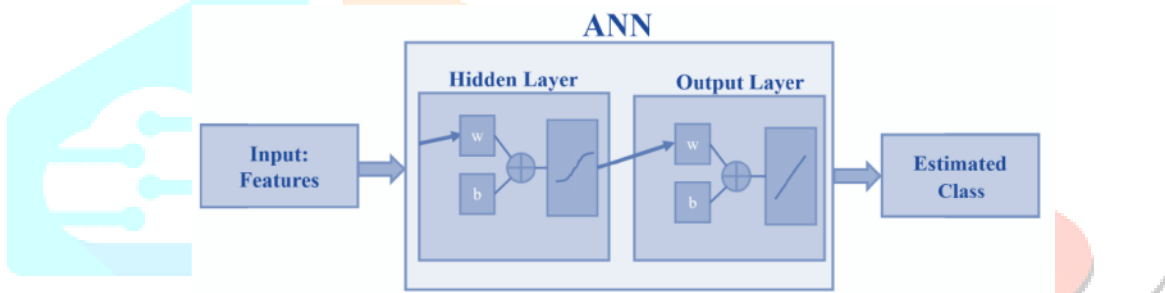 ANN
Hidden Layer
Output Layer
Input:
Features
w
b
w
b
Estimated
Class